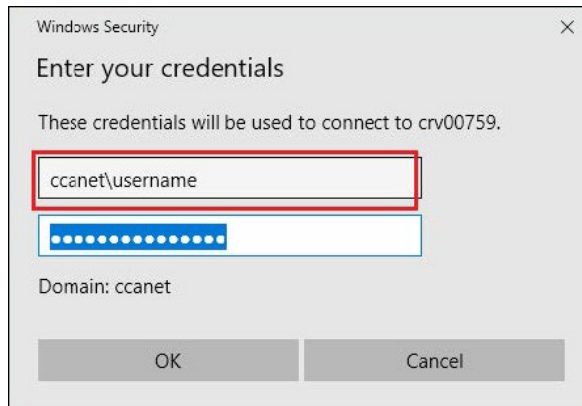 Windows Security
Enter your credentials
These credentials will be used to connect to crv00759.
ccanet\username
●●●●●●●●●●●●●●●
Domain: ccanet
OK
Cancel